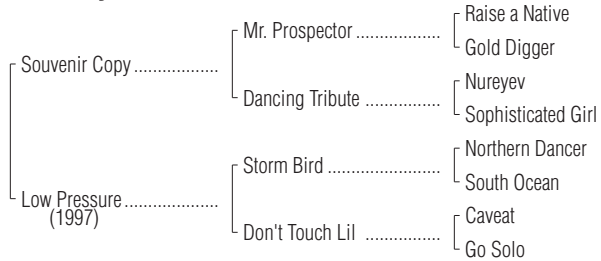 Raise a Native
Mr. Prospector ..................
Gold Digger
Souvenir Copy ..................
Nureyev
Dancing Tribute ................
Sophisticated Girl
Northern Dancer
Storm Bird .......................
South Ocean
Low Pressure ....................
(1997)
Caveat
Don't Touch Lil ................
Go Solo